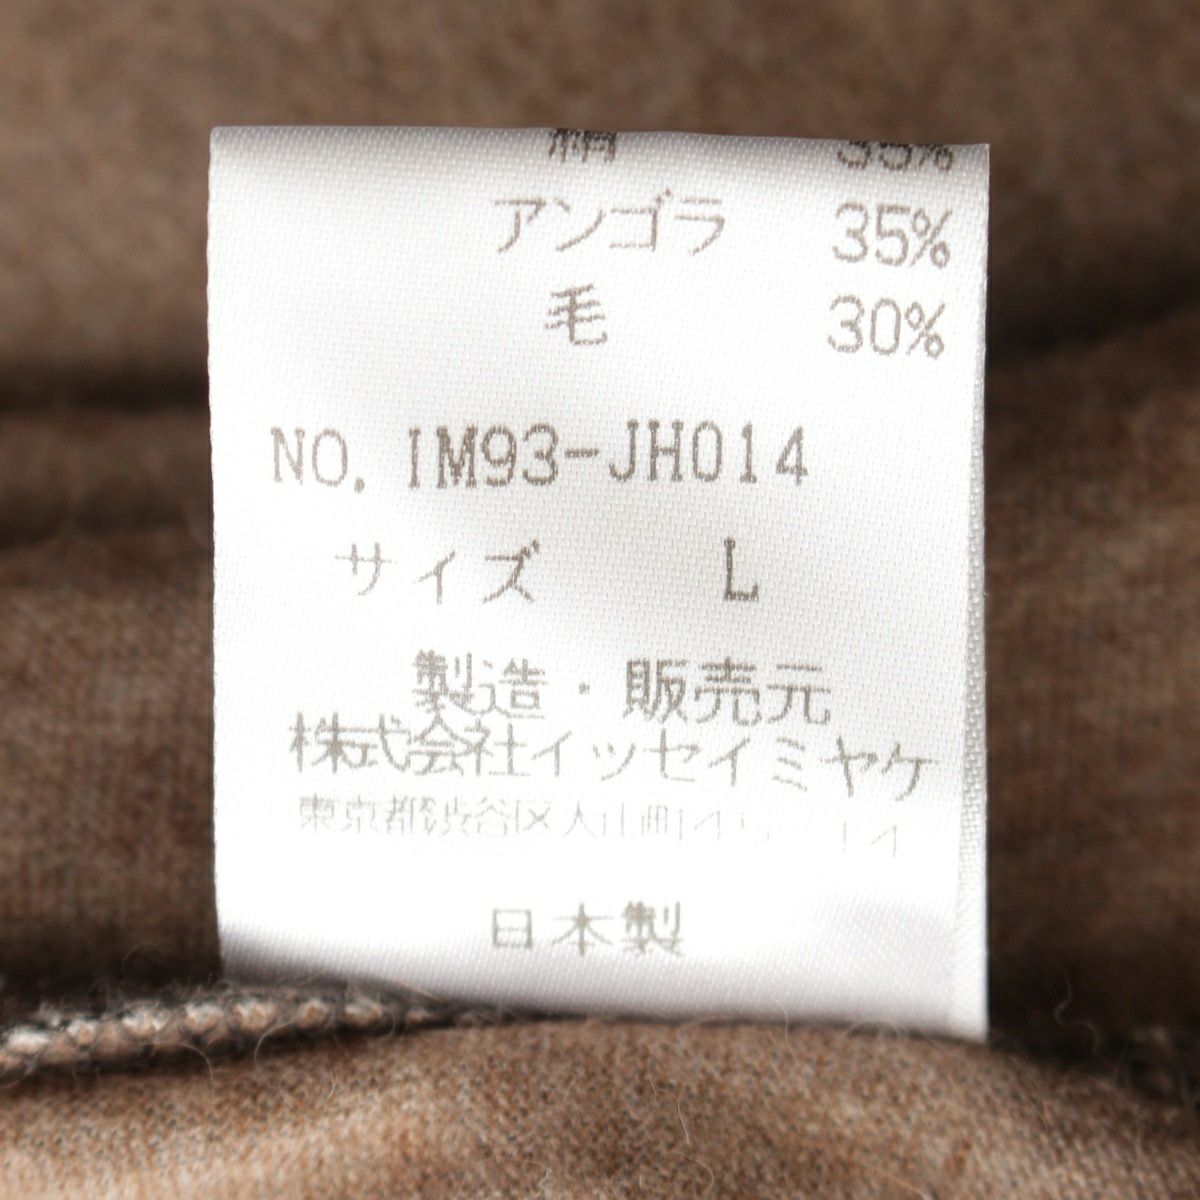 35%
アンゴラ 35%
毛 30%
NO. IM93-JH014
サイズ L
製造・販売元
株式会社イッセイミヤケ
東京都渋谷区大山町
日本製